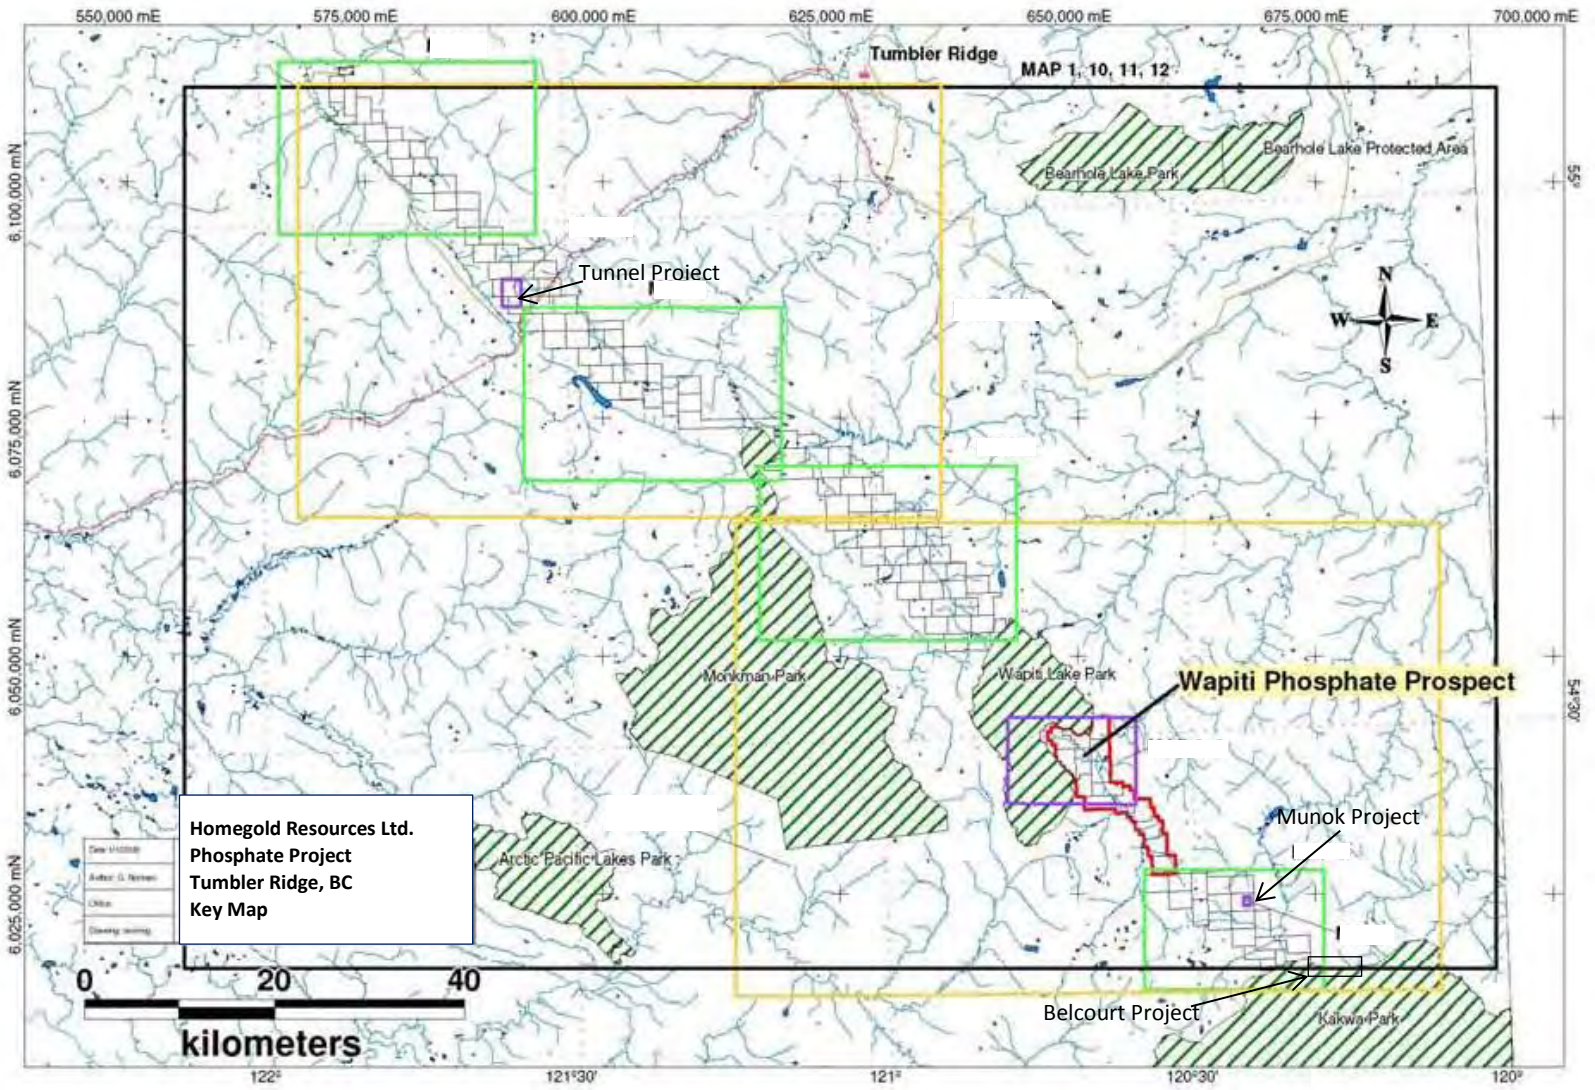 550,000 mE
575,000 mE
600,000 mE
625,000 mE
650,000 mE
675,000 mE
700,000 mE
Tumbler Ridge
MAP 1, 10, 11, 12
Bearhole Lake Protected Area
Bearhole Lake Park
6,100,000 mN
55°
Tunnel Project
N
W
E
S
6,075,000 mN
6,050,000 mN
Monkman Park
Wapiti Lake Park
Wapiti Phosphate Prospect
54°30'
Homegold Resources Ltd.
Phosphate Project
Tumbler Ridge, BC
Key Map
Munok Project
Arctic Pacific Lakes Park
6,025,000 mN
0
20
40
kilometers
Belcourt Project
Kakwa Park
122°
121°30'
121°
120°30'
120°